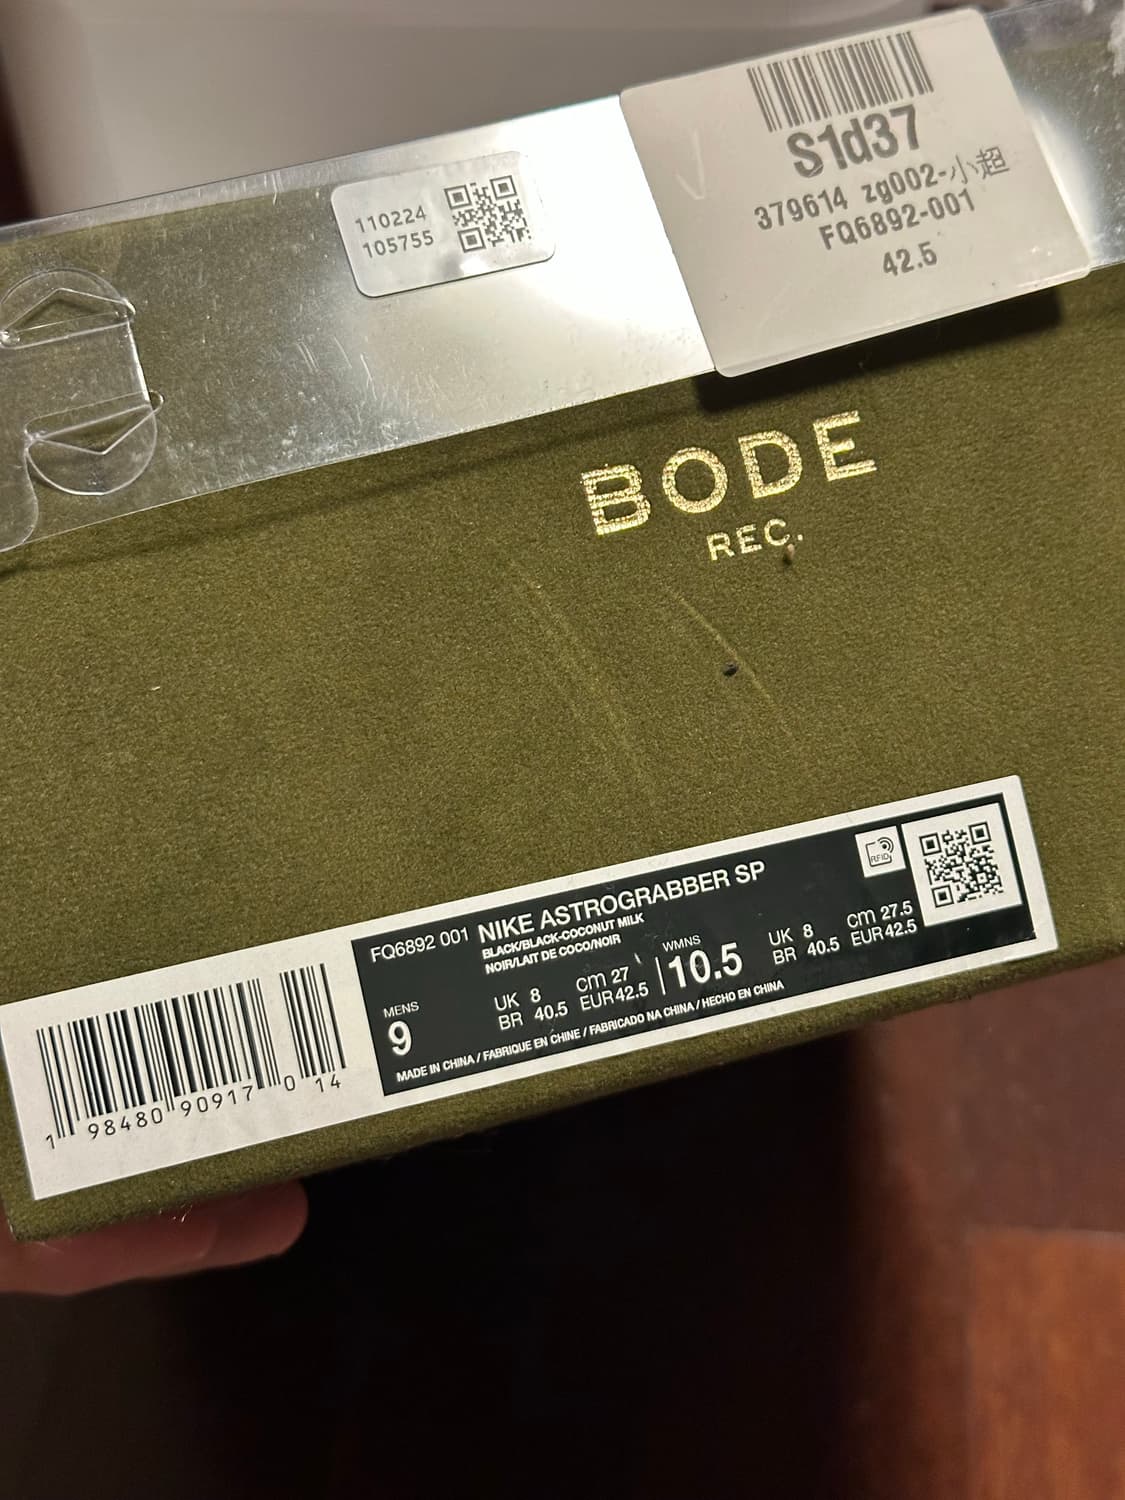 S1d37
379614 zg002-小超
FQ6892-001
42.5
110224
105755
BODE
REC.
FQ6892 001 NIKE ASTROGRABBER SP
BLACK/BLACK-COCONUT MILK
NOIR/LAIT DE COCO/NOIR
RFID
MENS
9
UK 8
BR 40.5
cm 27
EUR 42.5
WMNS
10.5
UK 8
BR 40.5
cm 27.5
EUR 42.5
MADE IN CHINA / FABRIQUE EN CHINE / FABRICADO NA CHINA / HECHO EN CHINA
1 98480 90917 0 14